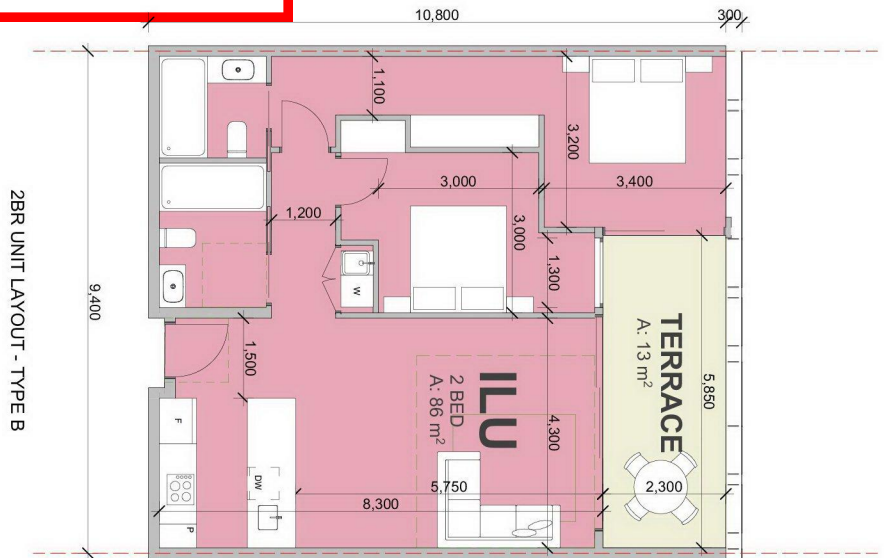 10,800
300
1,100
3,200
3,000
3,400
1,200
3,000
1,300
W
9,400
2BR UNIT LAYOUT - TYPE B
1,500
ILU
2 BED
A: 86 m²
4,300
TERRACE
A: 13 m²
5,850
F
DW
P
5,750
2,300
8,300